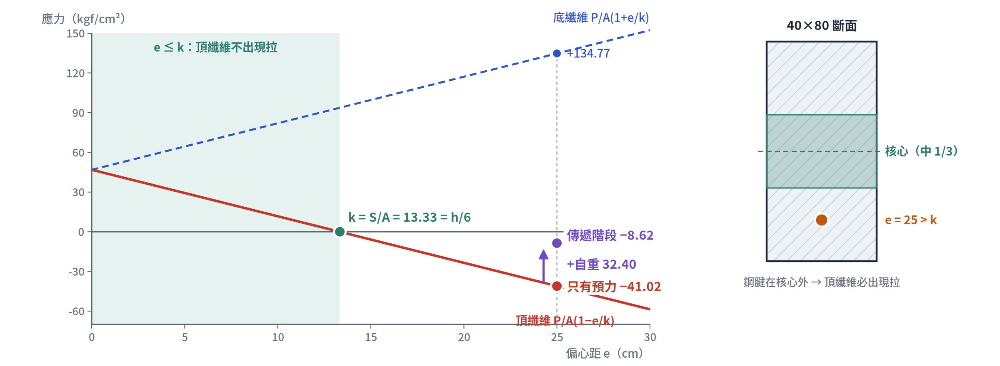 應力（kgf/cm²）
150
120
90
60
30
0
-30
-60
e ≤ k：頂纖維不出現拉
底纖維 P/A(1+e/k)
+134.77
k = S/A = 13.33 = h/6
傳遞階段 −8.62
+自重 32.40
只有預力 −41.02
頂纖維 P/A(1−e/k)
0
5
10
15
20
25
30
偏心距 e（cm）
40×80 斷面
核心（中 1/3）
e = 25 > k
鋼腱在核心外 → 頂纖維必出現拉